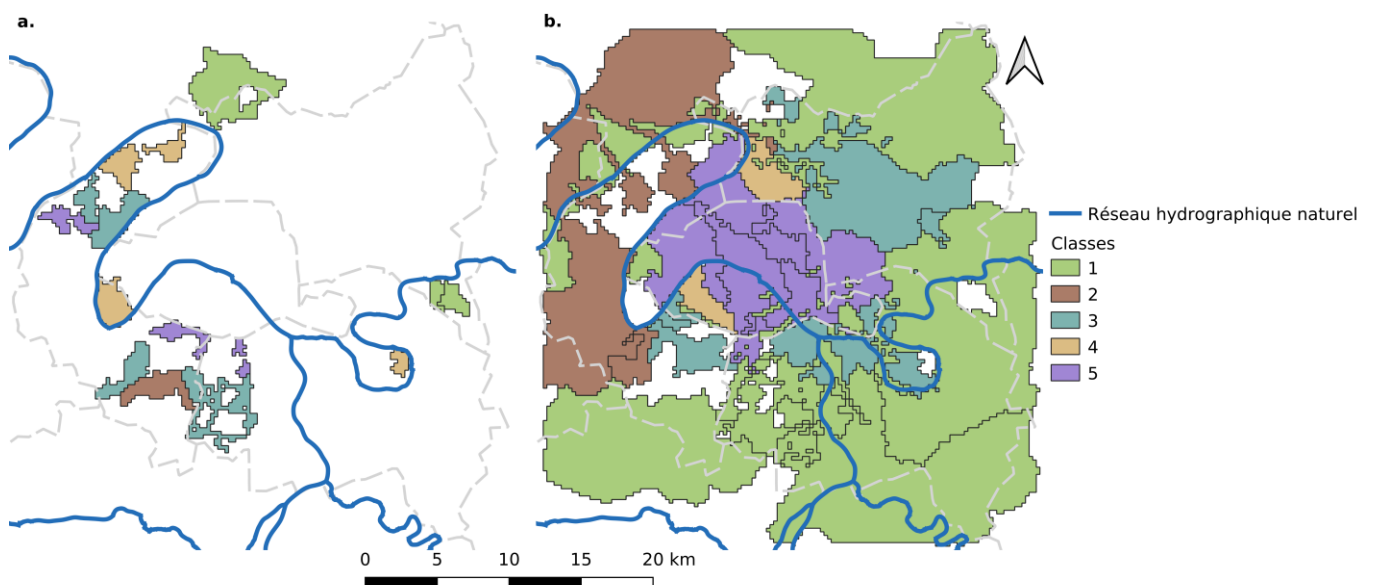 a.
b.
Réseau hydrographique naturel
Classes
1
2
3
4
5
0 5 10 15 20 km